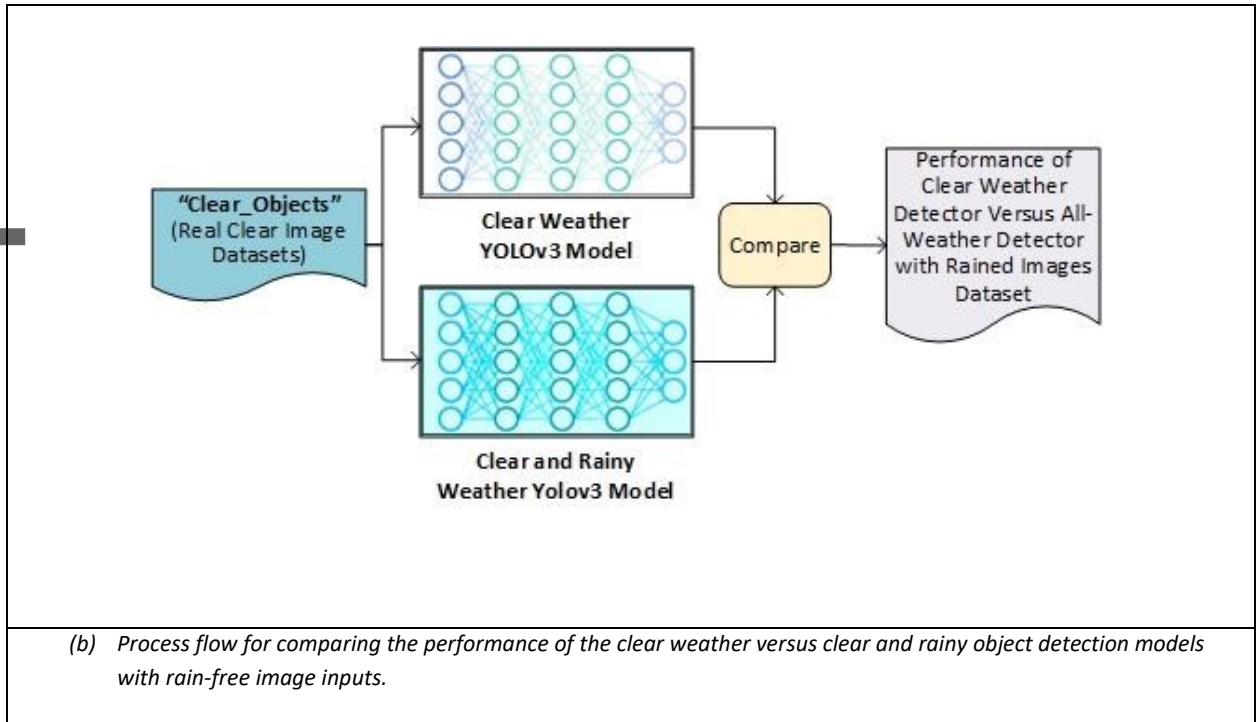 “Clear_Objects”
(Real Clear Image
Datasets)
Clear Weather
YOLOv3 Model
Clear and Rainy
Weather Yolov3 Model
Compare
Performance of
Clear Weather
Detector Versus All-
Weather Detector
with Rained Images
Dataset
(b) Process flow for comparing the performance of the clear weather versus clear and rainy object detection models
with rain-free image inputs.